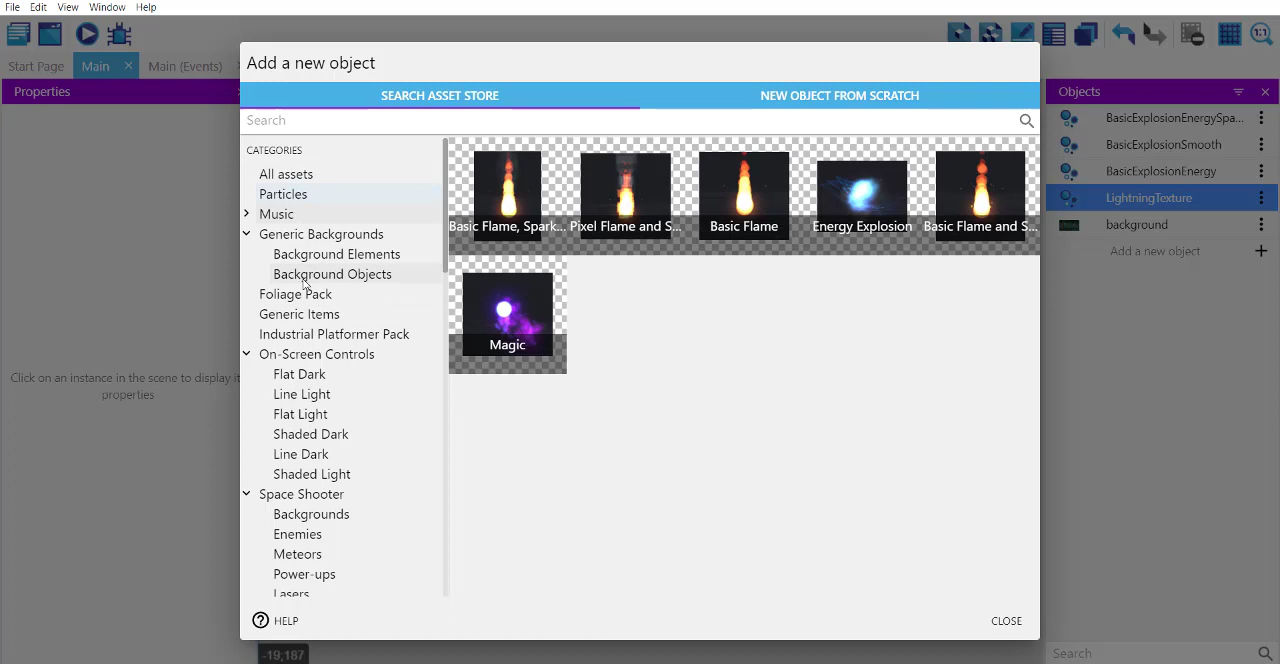 File Edit View Window Help
Start Page Main × Main (Events)
Properties
Click on an instance in the scene to display it
properties
-19;187
Add a new object
SEARCH ASSET STORE
NEW OBJECT FROM SCRATCH
Search
CATEGORIES
All assets
Particles
Music
Generic Backgrounds
Background Elements
Background Objects
Foliage Pack
Generic Items
Industrial Platformer Pack
On-Screen Controls
Flat Dark
Line Light
Flat Light
Shaded Dark
Line Dark
Shaded Light
Space Shooter
Backgrounds
Enemies
Meteors
Power-ups
Lasers
Basic Flame, Spark...
Pixel Flame and S...
Basic Flame
Energy Explosion
Basic Flame and S...
Magic
? HELP
CLOSE
1:1
Objects ×
BasicExplosionEnergySpa...
BasicExplosionSmooth
BasicExplosionEnergy
LightningTexture
background
Add a new object +
Search